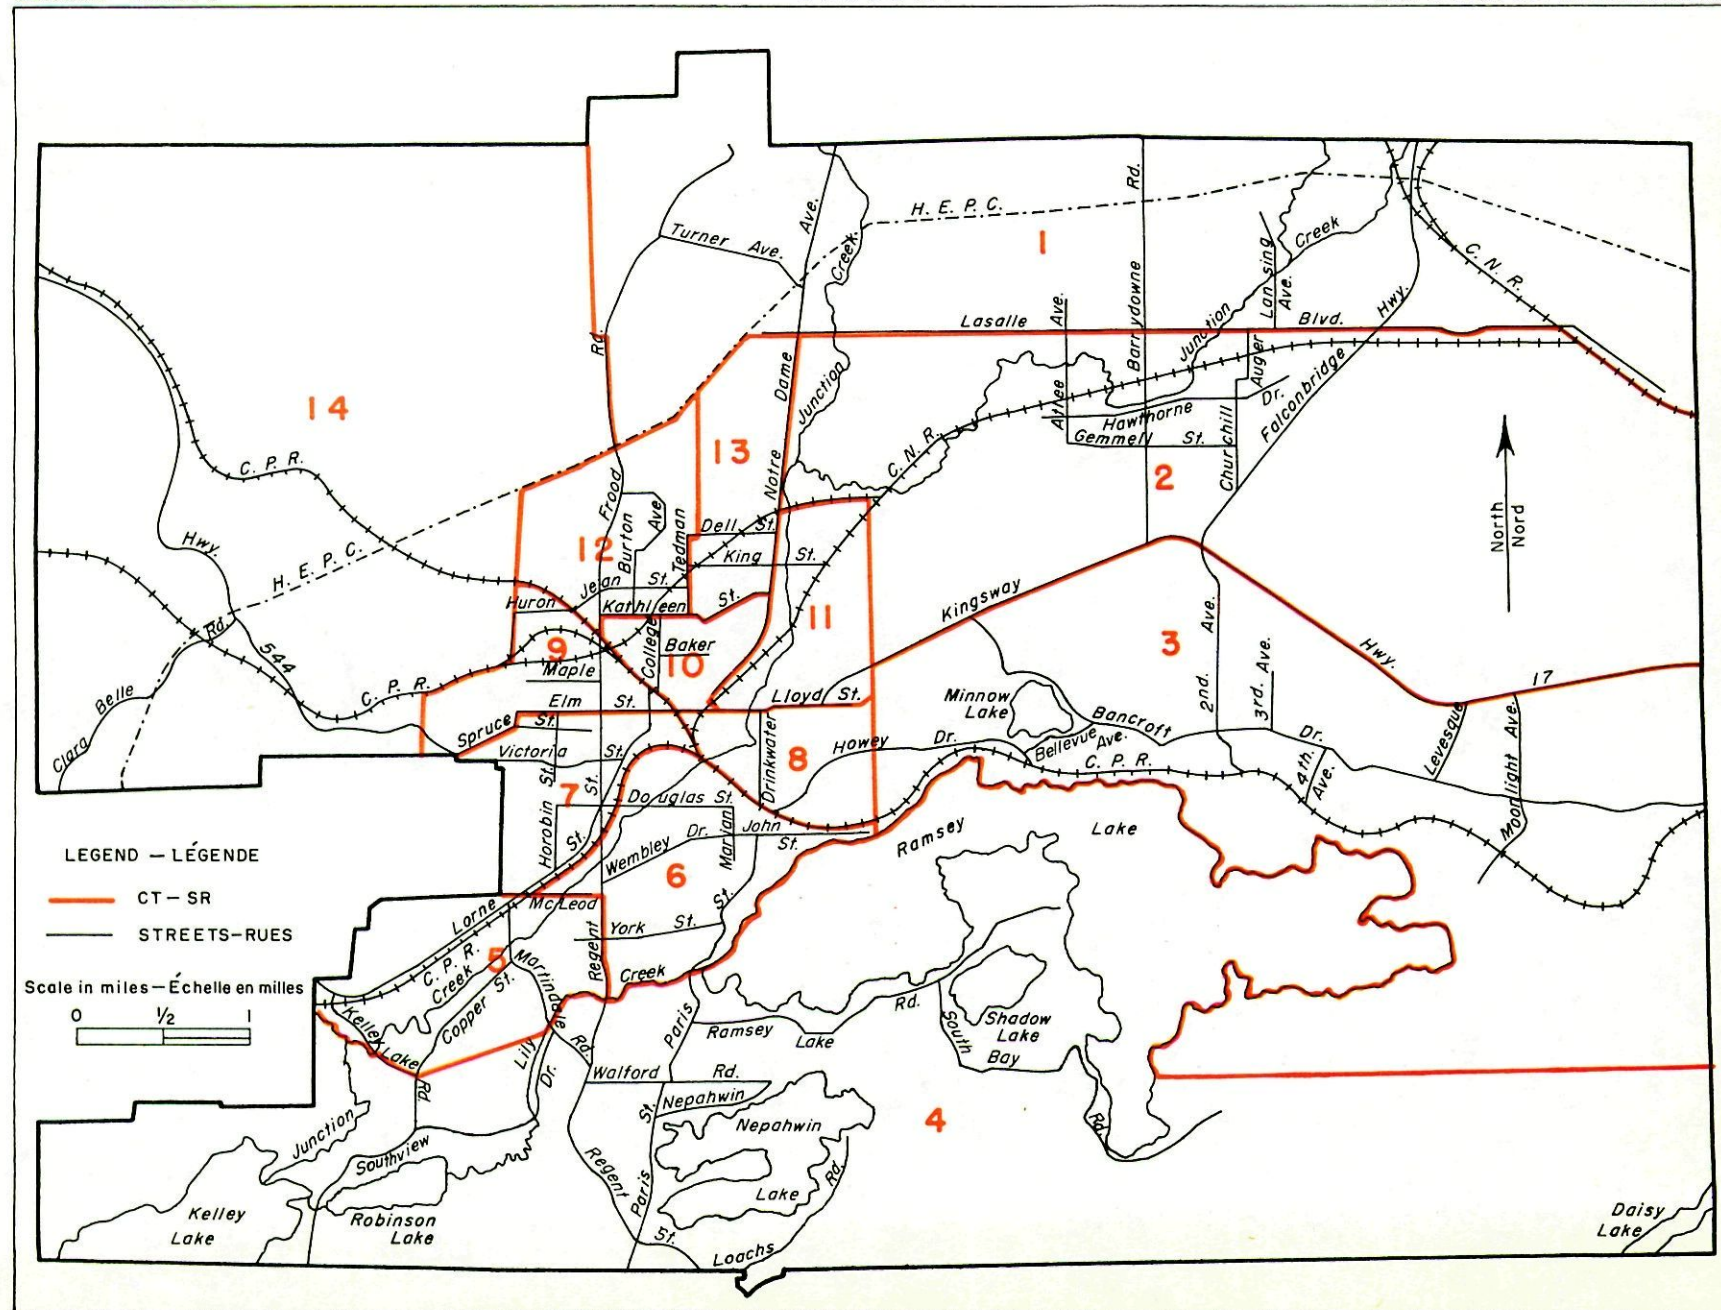 Turner Ave.
Ave.
Creek
H. E. P. C.
1
Rd.
Barrydowne
Lansing
Ave.
Creek
C. N. R.
Hwy.
Lasalle
Ave.
Blvd.
Junction
Rd.
Dame
Junction
Attlee
Auger
Hawthorne
Dr.
Falconbridge
Gemmell St.
Churchill
14
C. P. R.
13
Notre
C. N. R.
2
North
Nord
Frood
Burton
Ave.
Tedman
Dell St.
King St.
12
Hwy.
H. E. P. C.
Jean St.
Huron
Kathleen
St.
11
Kingsway
3
2nd. Ave.
3rd. Ave.
Hwy.
17
Rd.
544
9
College
Baker
10
Maple
C. P. R.
Elm St.
Lloyd St.
Clara Belle
Spruce St.
Victoria St.
St.
St.
7
Drinkwater
8
Howey Dr.
Minnow
Lake
Bancroft
Dr.
Bellevue
Ave.
C. P. R.
4th.
Ave.
Levesque
Moonlight Ave.
Douglas St.
Horobin
St.
Wembley Dr.
John
St.
Marian
St.
6
Ramsey
Lake
LEGEND – LÉGENDE
CT – SR
STREETS-RUES
Scale in miles – Échelle en milles
0 ½ 1
Lorne
McLeod
York St.
Regent
C. P. R.
5
Creek
Copper St.
Martindale
Rd.
Creek
Kelley Lake
Rd.
Lily
Dr.
Paris
Ramsey
Lake
Rd.
South
Bay
Rd.
Shadow
Lake
Walford Rd.
St.
Nepahwin
Nepahwin
Lake
Rd.
4
Junction
Southview
Regent
Paris
St.
Kelley
Lake
Robinson
Lake
Loachs
Daisy
Lake